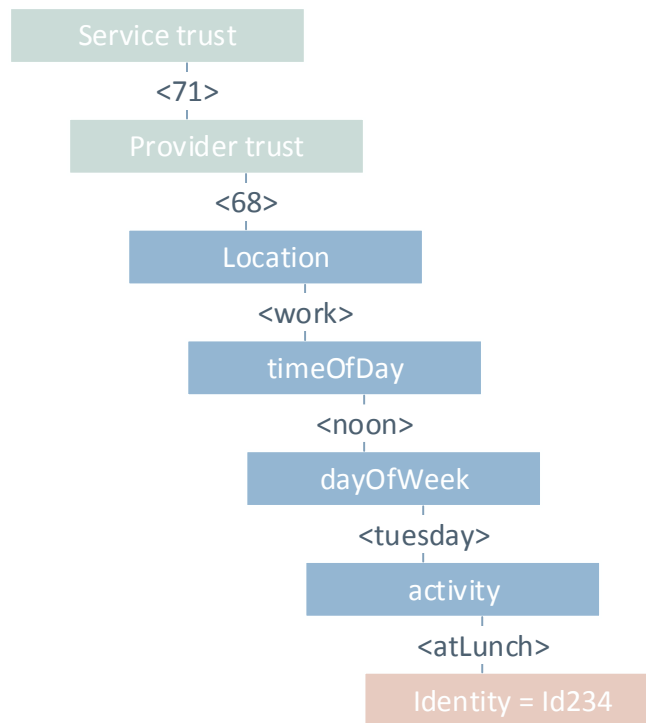 Service trust
<71>
Provider trust
<68>
Location
<work>
timeOfDay
<noon>
dayOfWeek
<tuesday>
activity
<atLunch>
Identity = Id234